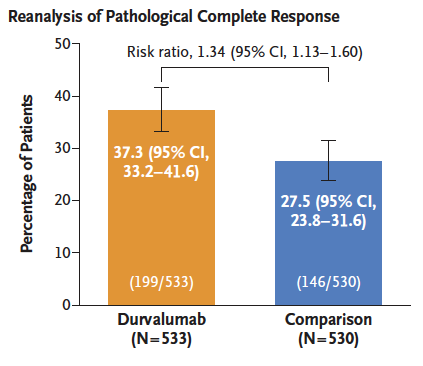 Reanalysis of Pathological Complete Response
Percentage of Patients
50
40
30
20
10
0
Risk ratio, 1.34 (95% CI, 1.13–1.60)
37.3 (95% CI,
33.2–41.6)
(199/533)
27.5 (95% CI,
23.8–31.6)
(146/530)
Durvalumab
(N=533)
Comparison
(N=530)